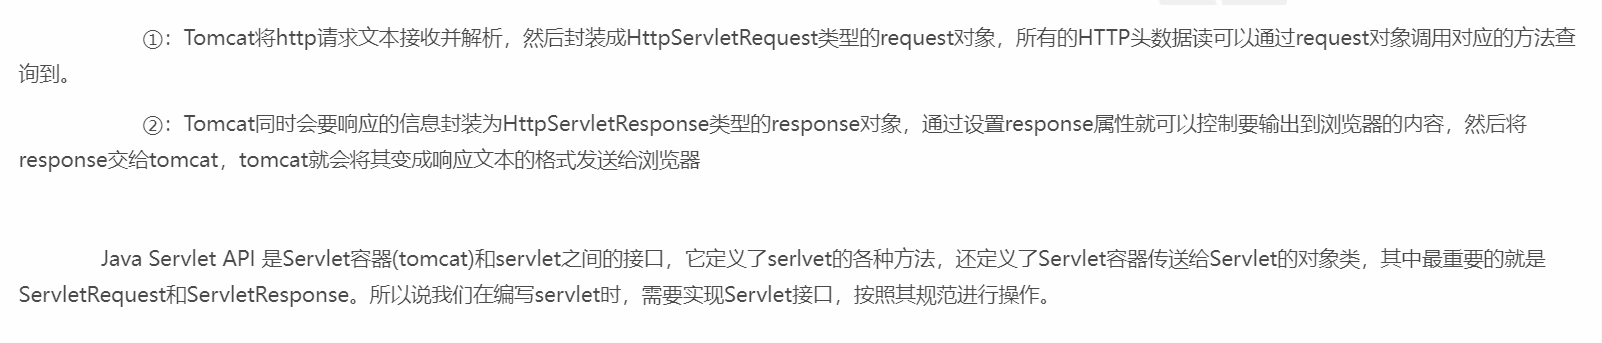 ①：Tomcat将http请求文本接收并解析，然后封装成HttpServletRequest类型的request对象，所有的HTTP头数据读可以通过request对象调用对应的方法查
询到。
②：Tomcat同时会要响应的信息封装为HttpServletResponse类型的response对象，通过设置response属性就可以控制要输出到浏览器的内容，然后将
response交给tomcat，tomcat就会将其变成响应文本的格式发送给浏览器
Java Servlet API 是Servlet容器(tomcat)和servlet之间的接口，它定义了serlvet的各种方法，还定义了Servlet容器传送给Servlet的对象类，其中最重要的就是
ServletRequest和ServletResponse。所以说我们在编写servlet时，需要实现Servlet接口，按照其规范进行操作。